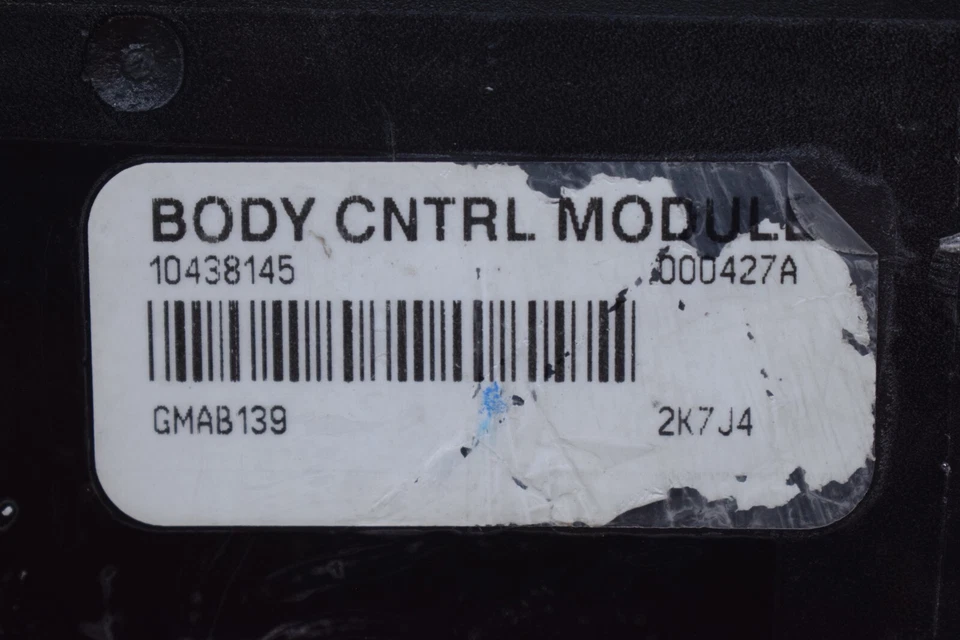 BODY CNTRL MODULE
10438145 000427A
GMAB139 2K7J4